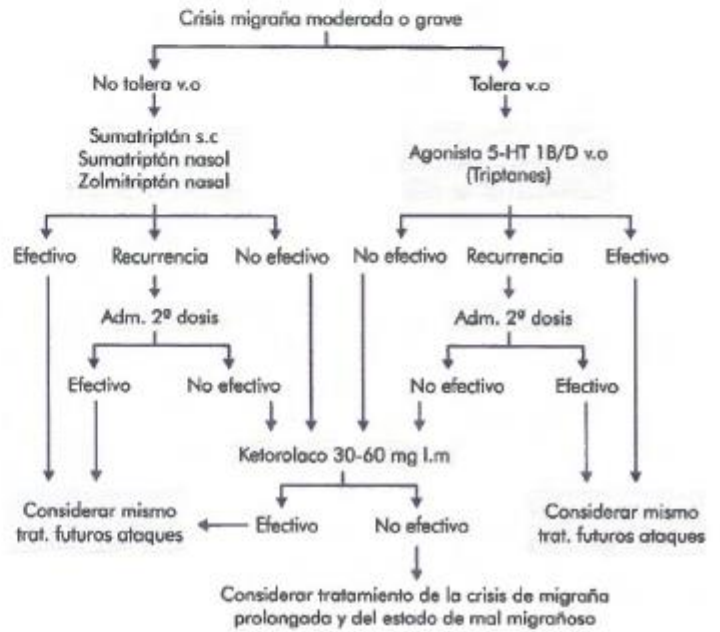 Crisis migraña moderada o grave
No tolera v.o
Tolera v.o
Sumatriptán s.c
Sumatriptán nasol
Zolmitriptán nasal
Agonista 5-HT 1B/D v.o
(Triptanes)
Efectivo
Recurrencia
No efectivo
No efectivo
Recurrencia
Efectivo
Adm. 2ª dosis
Adm. 2ª dosis
Efectivo
No efectivo
No efectivo
Efectivo
Ketorolaco 30-60 mg I.m
Considerar mismo
trat. futuros ataques
Efectivo
No efectivo
Considerar mismo
trat. futuros ataques
Considerar tratamiento de la crisis de migraña
prolongada y del estado de mal migrañoso